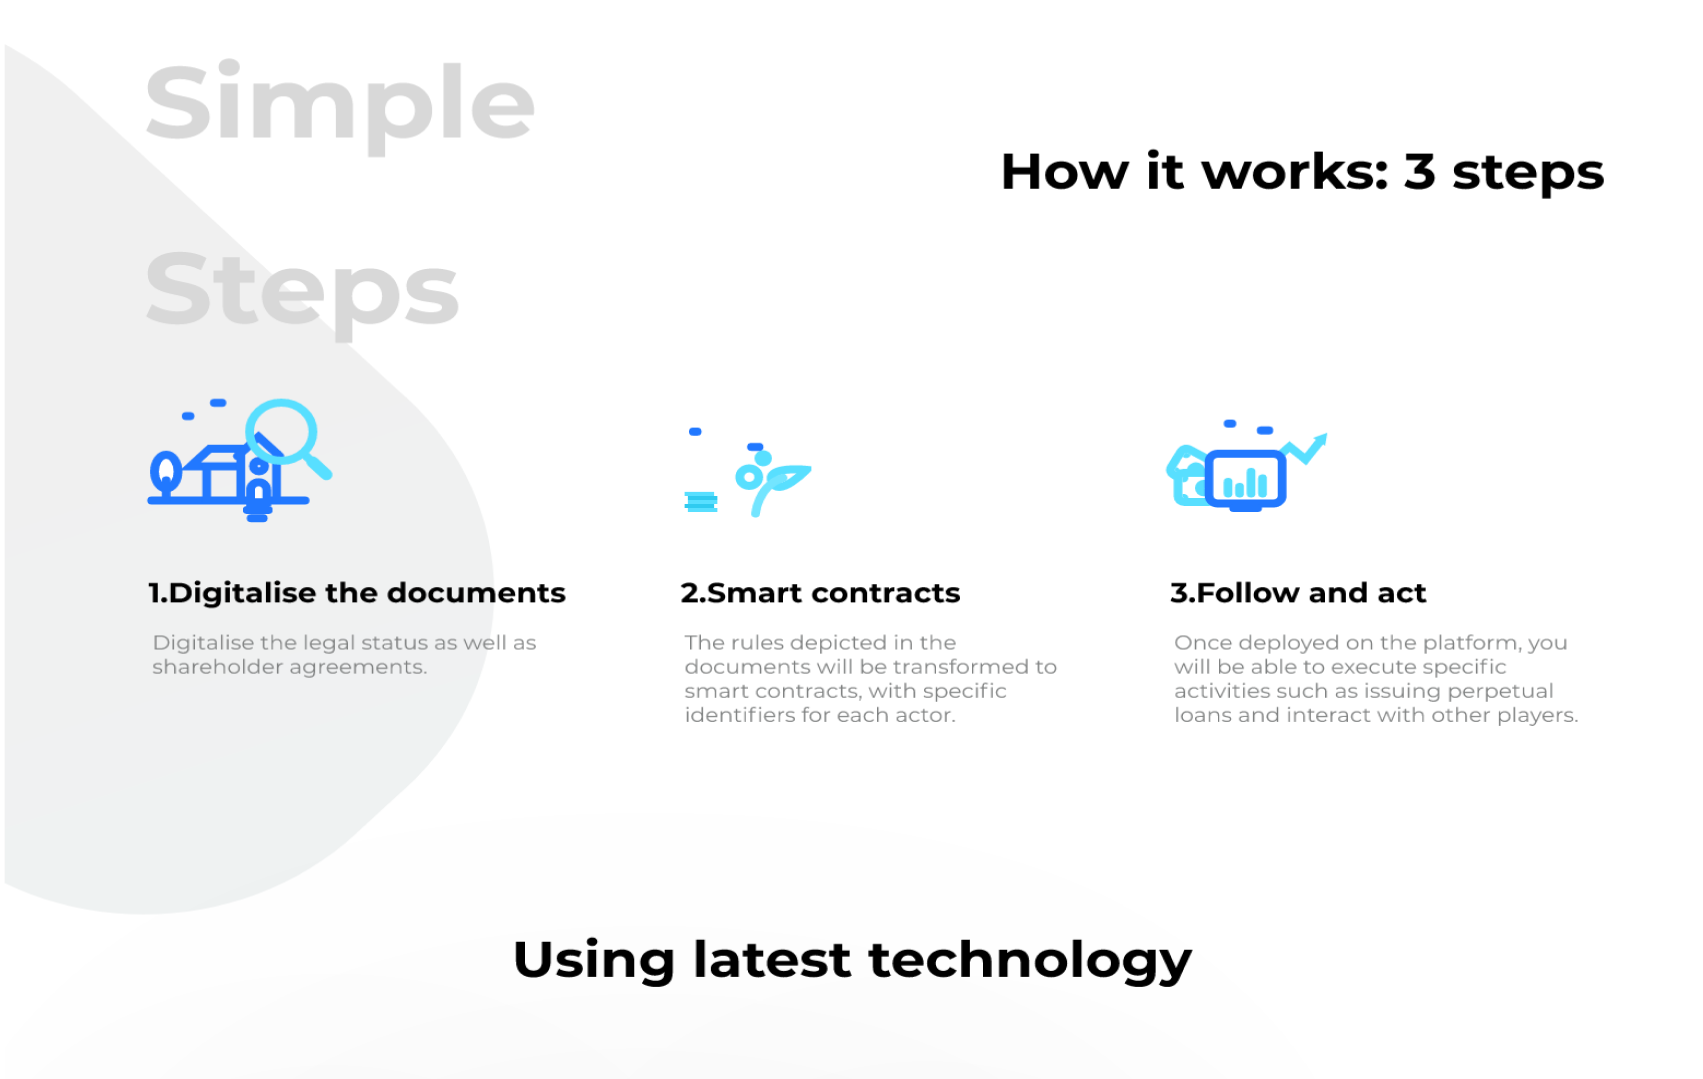 Simple
Steps
How it works: 3 steps
1.Digitalise the documents
Digitalise the legal status as well as
shareholder agreements.
2.Smart contracts
The rules depicted in the
documents will be transformed to
smart contracts, with specific
identifiers for each actor.
3.Follow and act
Once deployed on the platform, you
will be able to execute specific
activities such as issuing perpetual
loans and interact with other players.
Using latest technology